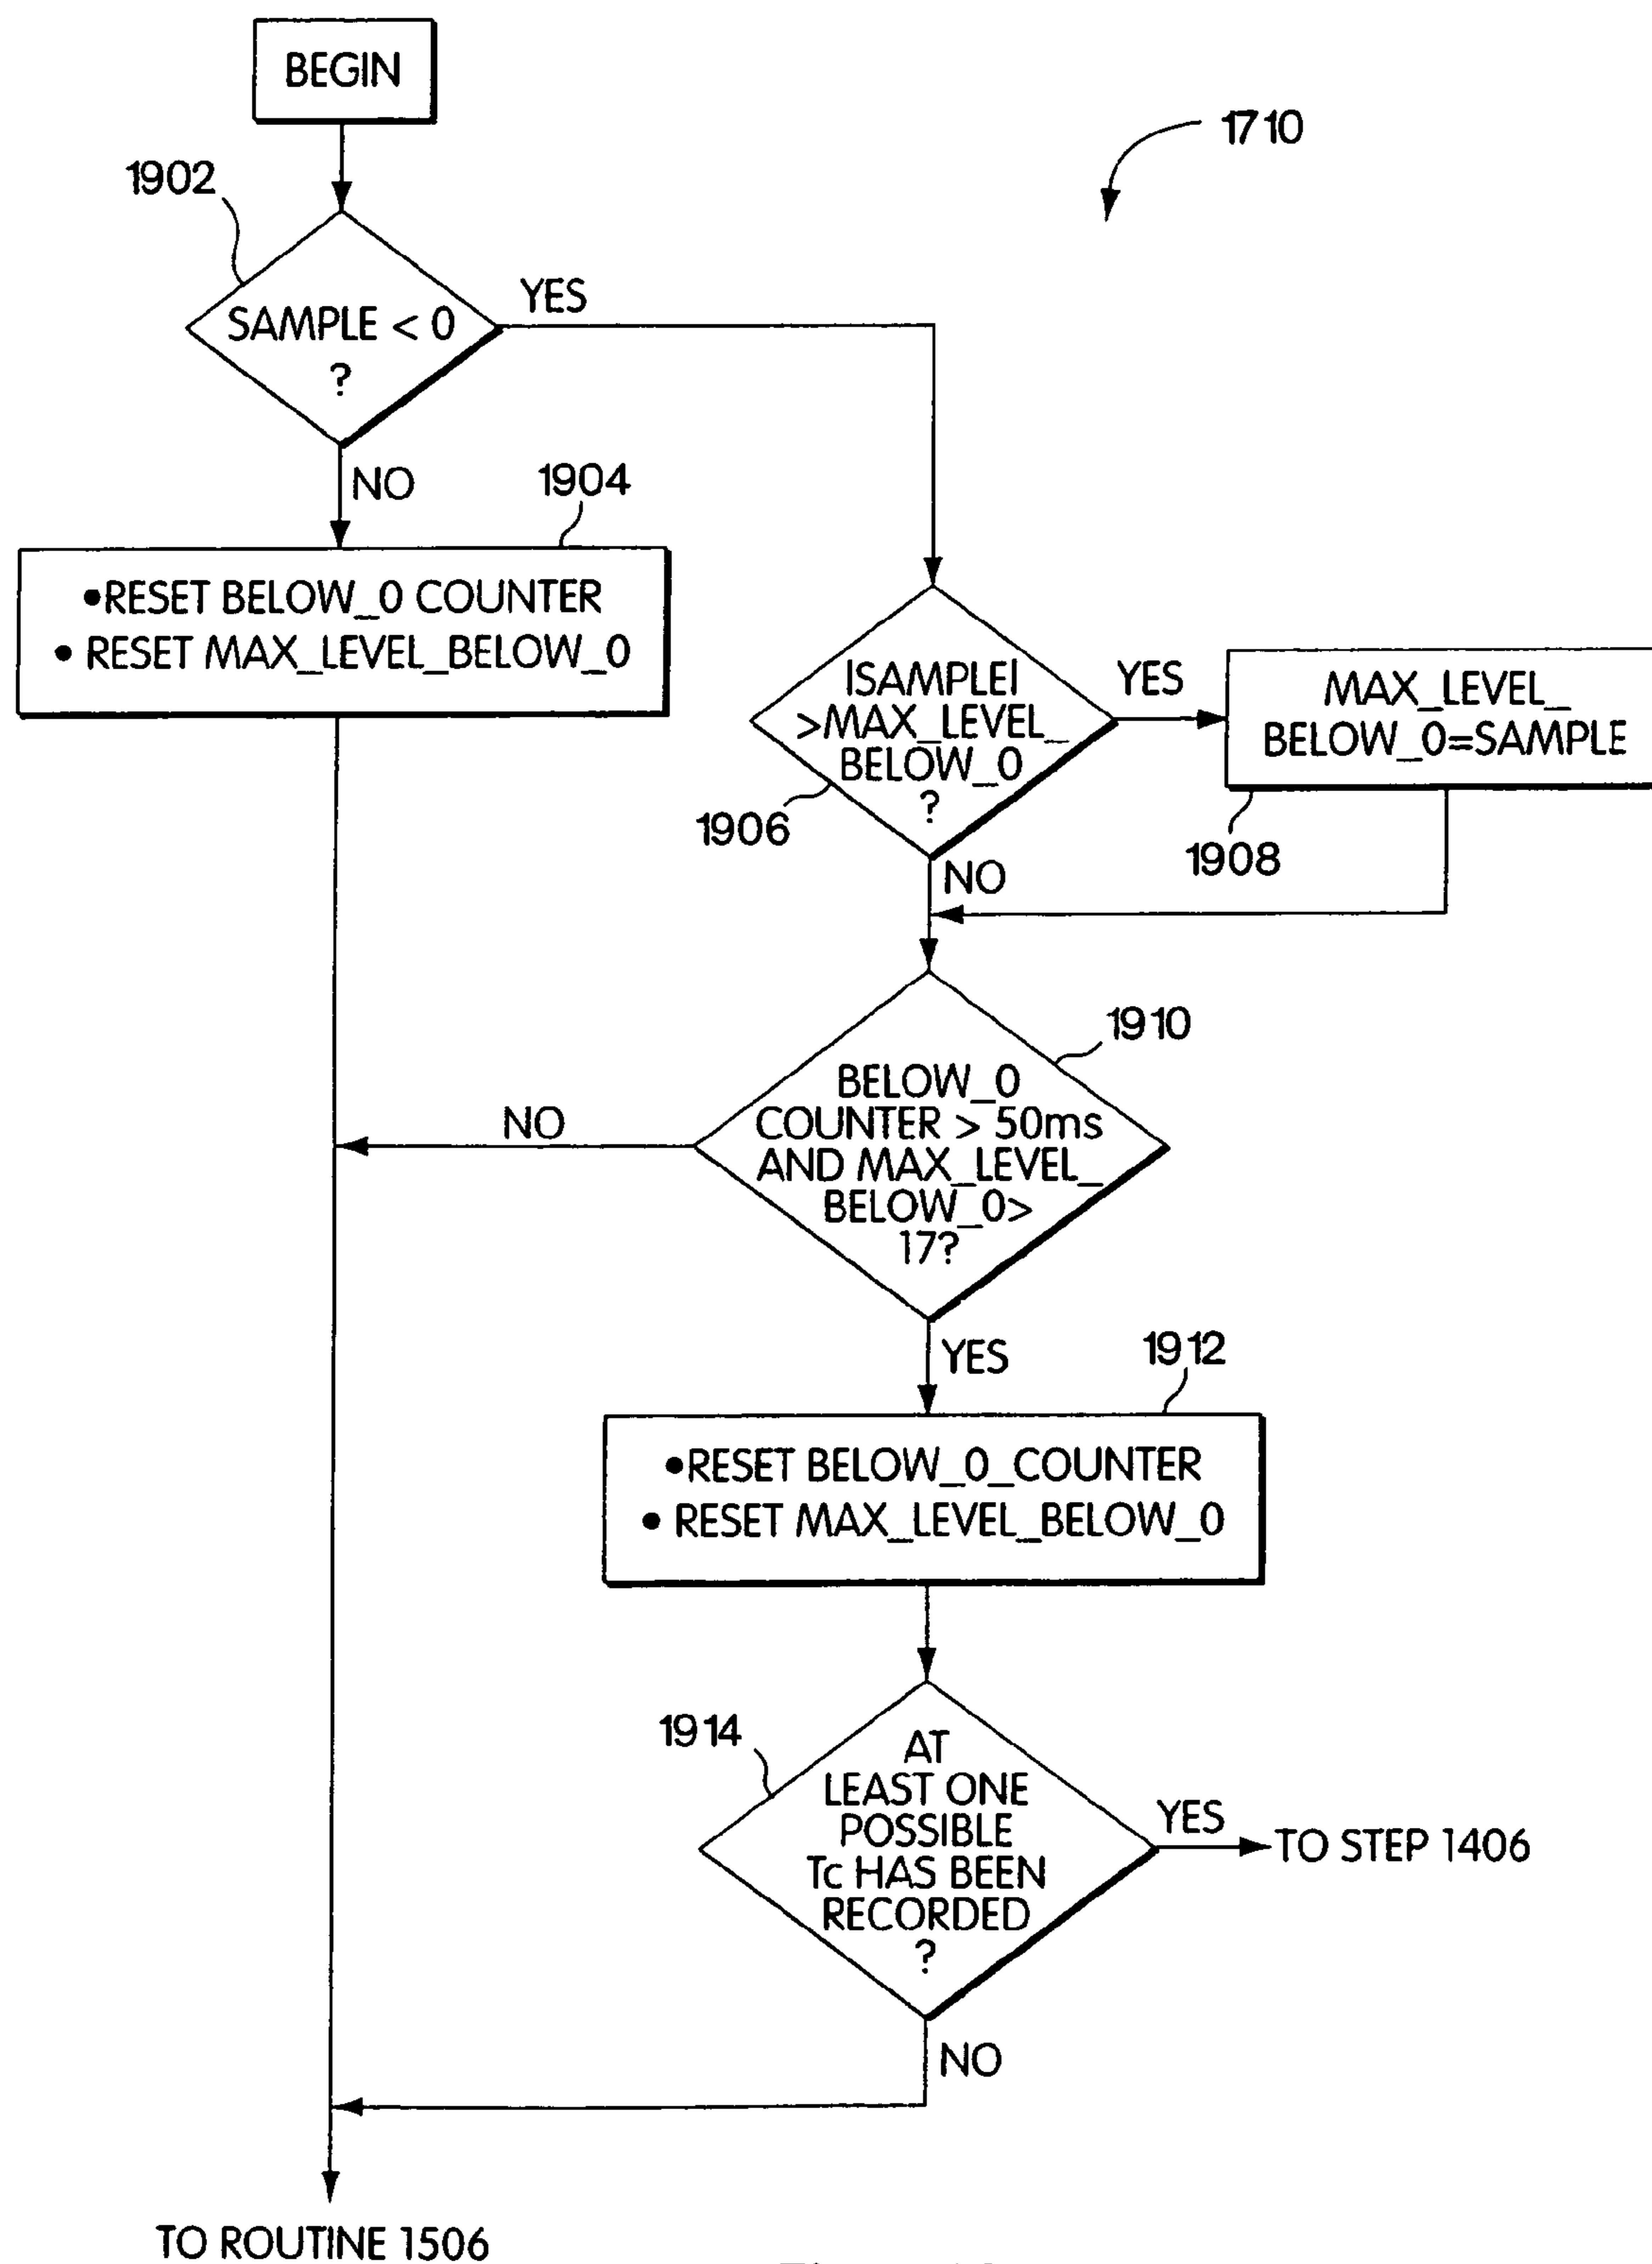 BEGIN
1710
1902
SAMPLE < 0
?
YES
NO
1904
•RESET BELOW_0 COUNTER
• RESET MAX_LEVEL_BELOW_0
|SAMPLE|
>MAX_LEVEL_
BELOW_0
?
YES
1906
MAX_LEVEL_
BELOW_0=SAMPLE
1908
NO
1910
BELOW_0
COUNTER > 50ms
AND MAX_LEVEL_
BELOW_0>
17?
NO
YES
1912
•RESET BELOW_0_COUNTER
• RESET MAX_LEVEL_BELOW_0
1914
AT
LEAST ONE
POSSIBLE
Tc HAS BEEN
RECORDED
?
YES
TO STEP 1406
NO
TO ROUTINE 1506